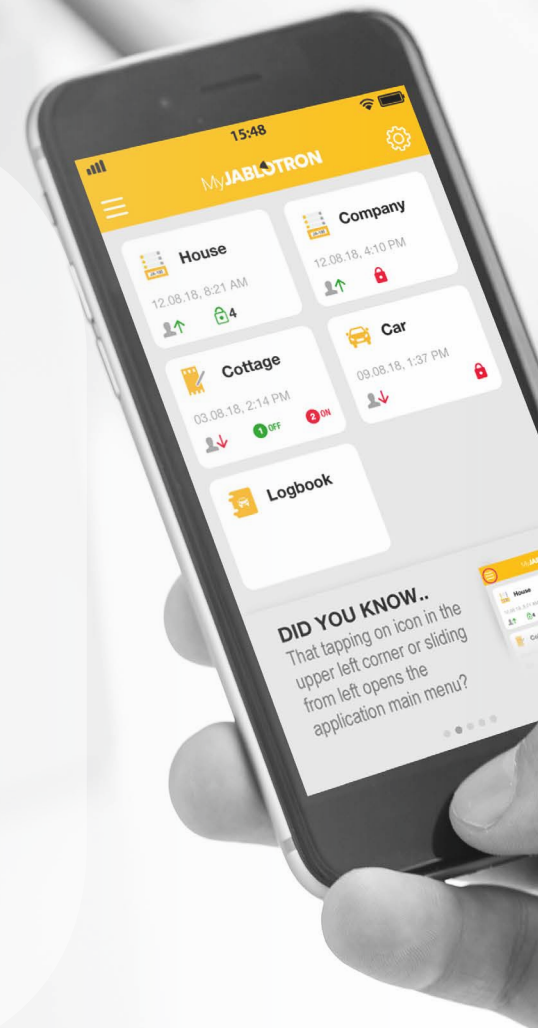 15:48
MyJABLOTRON
House
12.08.18, 8:21 AM
4
Company
12.08.18, 4:10 PM
Cottage
03.08.18, 2:14 PM
1 OFF
2 ON
Car
09.08.18, 1:37 PM
Logbook
DID YOU KNOW..
That tapping on icon in the
upper left corner or sliding
from left opens the
application main menu?
House